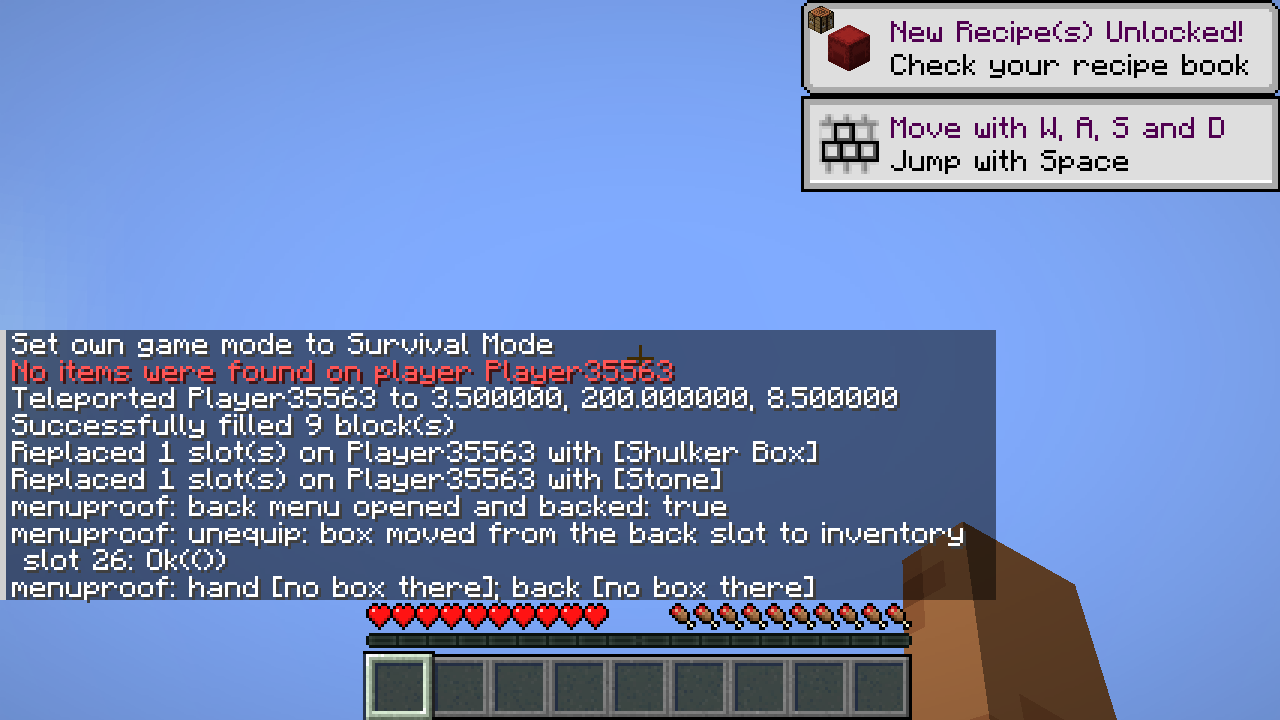 New Recipe(s) Unlocked!
Check your recipe book
Move with W, A, S and D
Jump with Space
Set own game mode to Survival Mode
No items were found on player Player35563
Teleported Player35563 to 3.500000, 200.000000, 8.500000
Successfully filled 9 block(s)
Replaced 1 slot(s) on Player35563 with [Shulker Box]
Replaced 1 slot(s) on Player35563 with [Stone]
menuproof: back menu opened and backed: true
menuproof: unequip: box moved from the back slot to inventory
slot 26: Ok(())
menuproof: hand [no box there]; back [no box there]